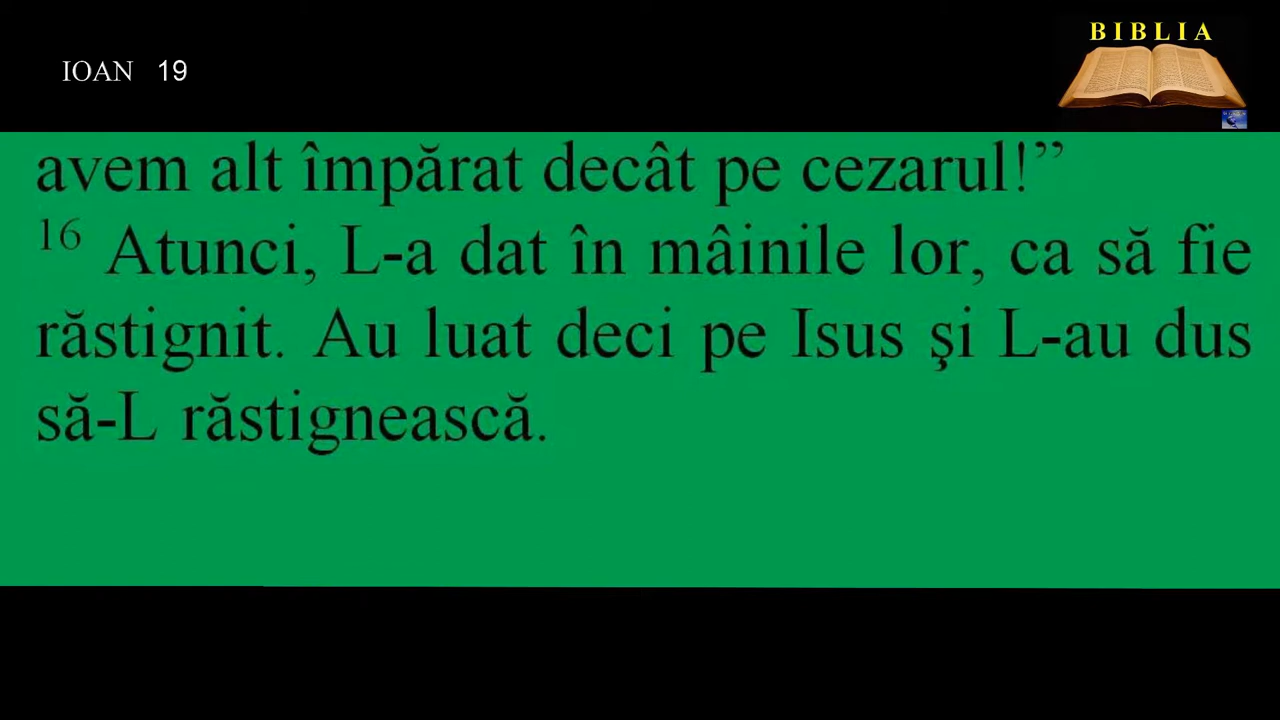 BIBLIA
IOAN 19
avem alt împărat decât pe cezarul!”
16 Atunci, L-a dat în mâinile lor, ca să fie
răstignit. Au luat deci pe Isus şi L-au dus
să-L răstignească.